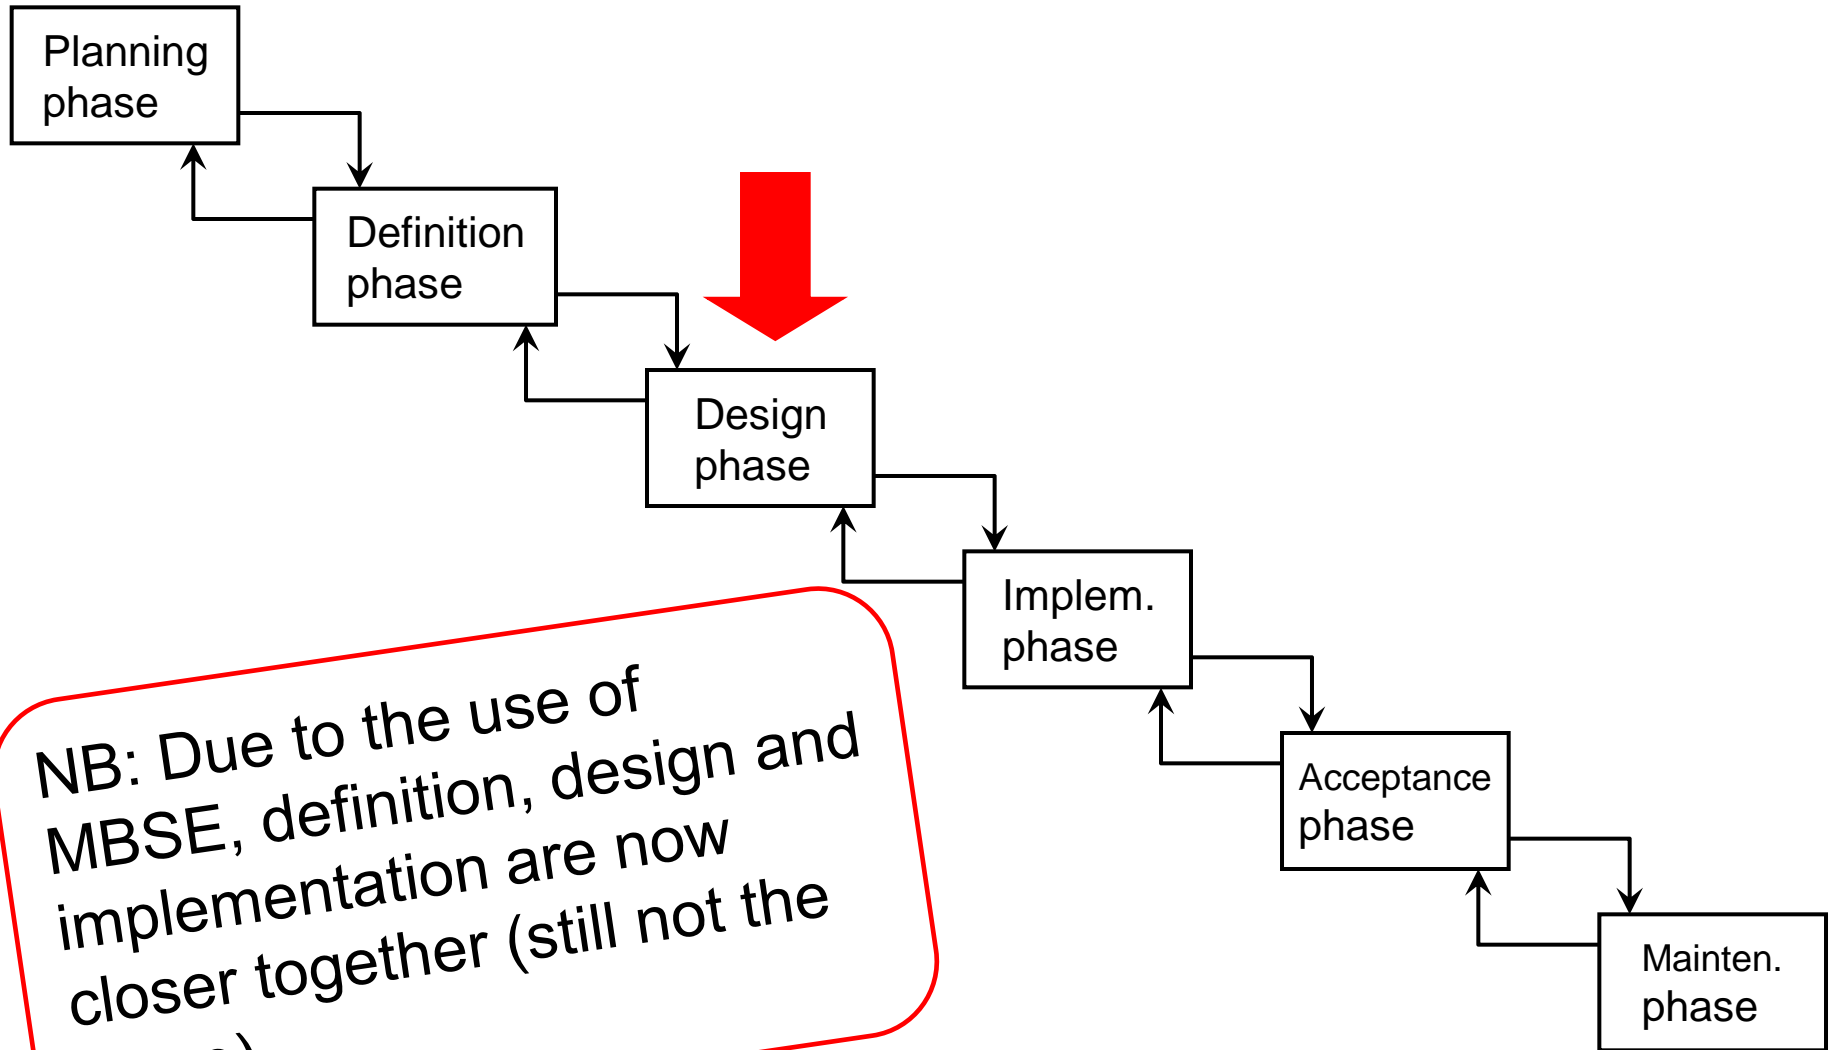 Planning
phase
Definition
phase
Design
phase
Implem.
phase
NB: Due to the use of
MBSE, definition, design and
implementation are now
closer together (still not the
Acceptance
phase
Mainten.
phase